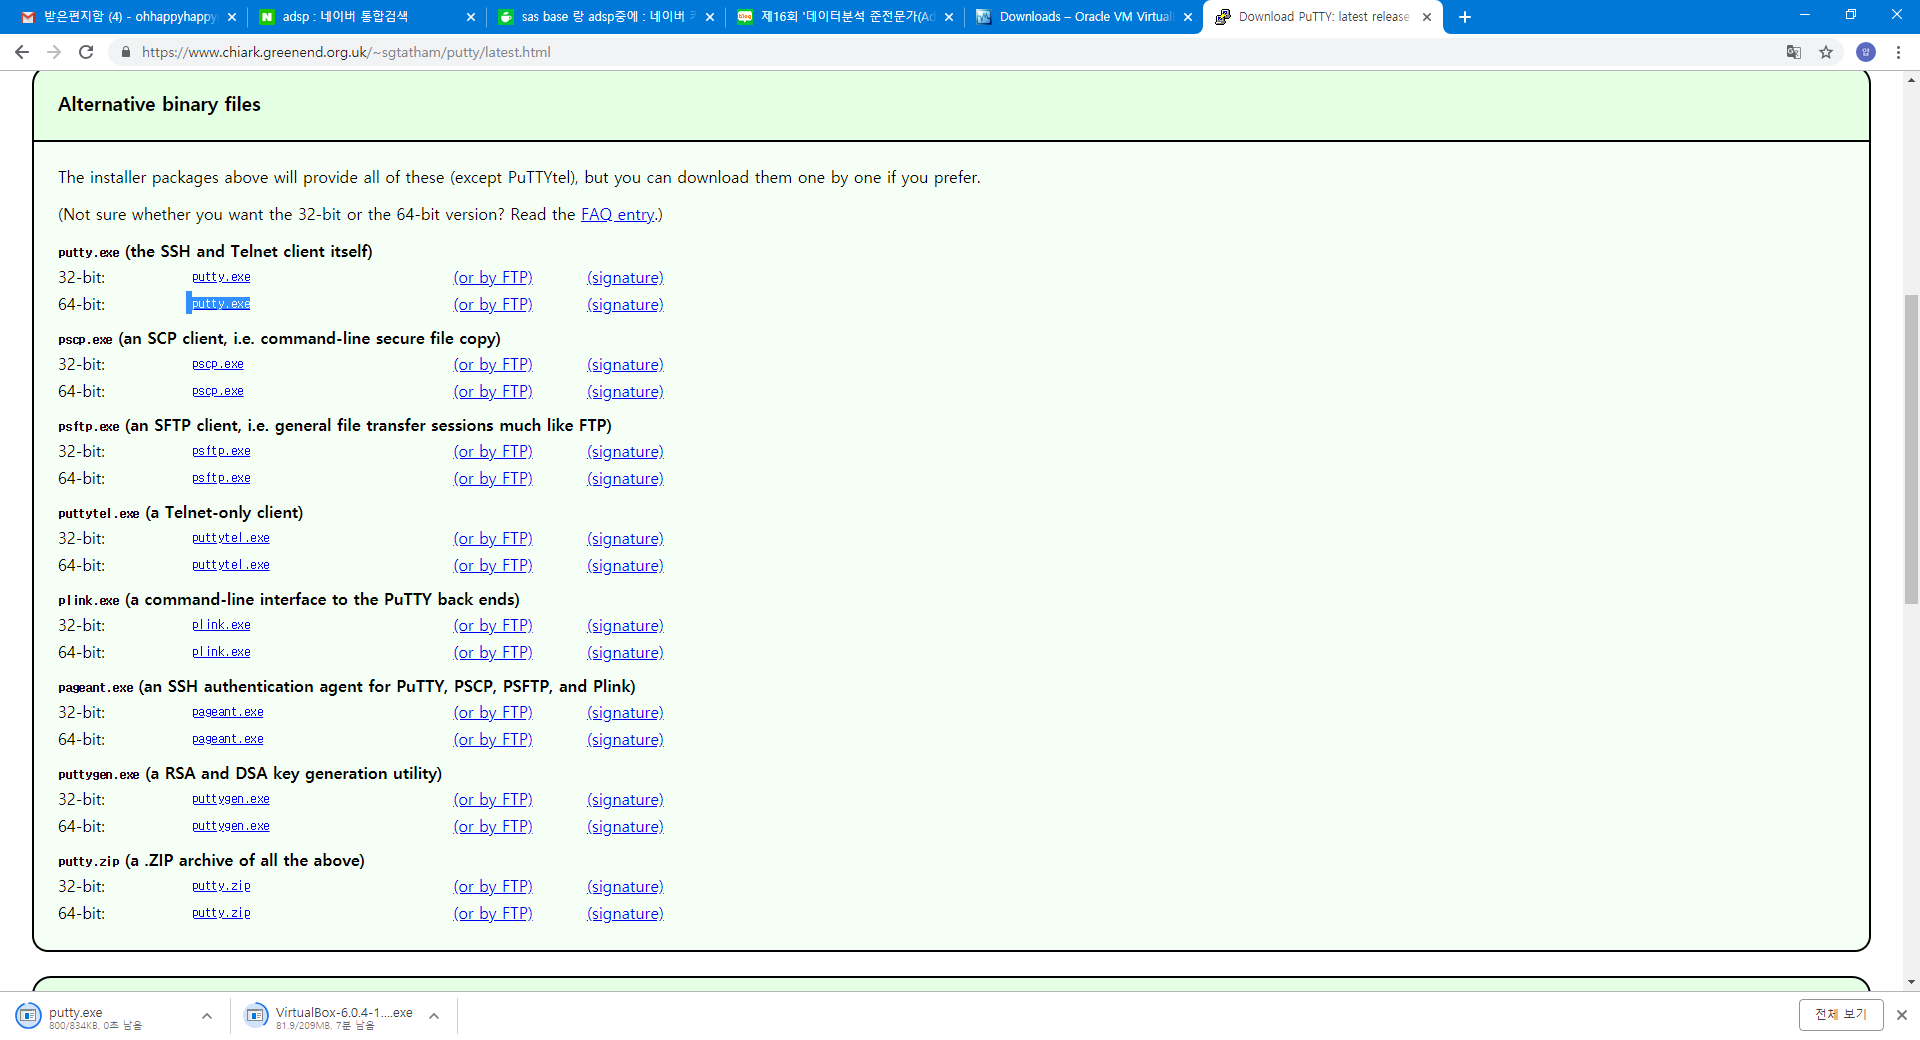 받은편지함 (4) - ohhappyhappy
adsp : 네이버 통합검색
sas base 랑 adsp중에 : 네이버
제16회 '데이터분석 준전문가(Ad
Downloads – Oracle VM Virtual
Download PuTTY: latest release
https://www.chiark.greenend.org.uk/~sgtatham/putty/latest.html
Alternative binary files
The installer packages above will provide all of these (except PuTTYtel), but you can download them one by one if you prefer.
(Not sure whether you want the 32-bit or the 64-bit version? Read the FAQ entry.)
putty.exe (the SSH and Telnet client itself)
32-bit: putty.exe (or by FTP) (signature)
64-bit: putty.exe (or by FTP) (signature)
pscp.exe (an SCP client, i.e. command-line secure file copy)
32-bit: pscp.exe (or by FTP) (signature)
64-bit: pscp.exe (or by FTP) (signature)
psftp.exe (an SFTP client, i.e. general file transfer sessions much like FTP)
32-bit: psftp.exe (or by FTP) (signature)
64-bit: psftp.exe (or by FTP) (signature)
puttytel.exe (a Telnet-only client)
32-bit: puttytel.exe (or by FTP) (signature)
64-bit: puttytel.exe (or by FTP) (signature)
plink.exe (a command-line interface to the PuTTY back ends)
32-bit: plink.exe (or by FTP) (signature)
64-bit: plink.exe (or by FTP) (signature)
pageant.exe (an SSH authentication agent for PuTTY, PSCP, PSFTP, and Plink)
32-bit: pageant.exe (or by FTP) (signature)
64-bit: pageant.exe (or by FTP) (signature)
puttygen.exe (a RSA and DSA key generation utility)
32-bit: puttygen.exe (or by FTP) (signature)
64-bit: puttygen.exe (or by FTP) (signature)
putty.zip (a .ZIP archive of all the above)
32-bit: putty.zip (or by FTP) (signature)
64-bit: putty.zip (or by FTP) (signature)
putty.exe
800/834KB, 0초 남음
VirtualBox-6.0.4-1....exe
81.9/209MB, 7분 남음
전체 보기